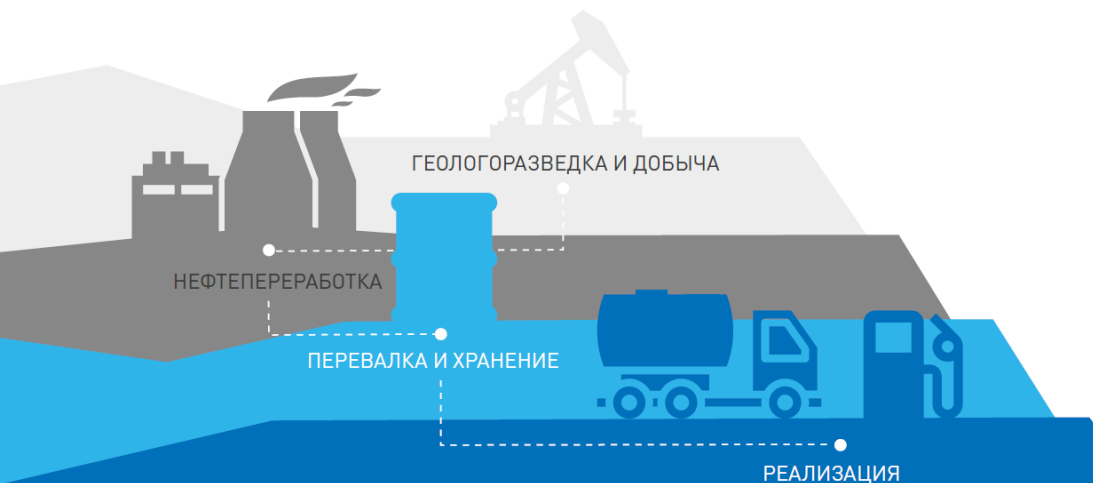 ГЕОЛОГОРАЗВЕДКА И ДОБЫЧА
НЕФТЕПЕРЕРАБОТКА
ПЕРЕВАЛКА И ХРАНЕНИЕ
РЕАЛИЗАЦИЯ